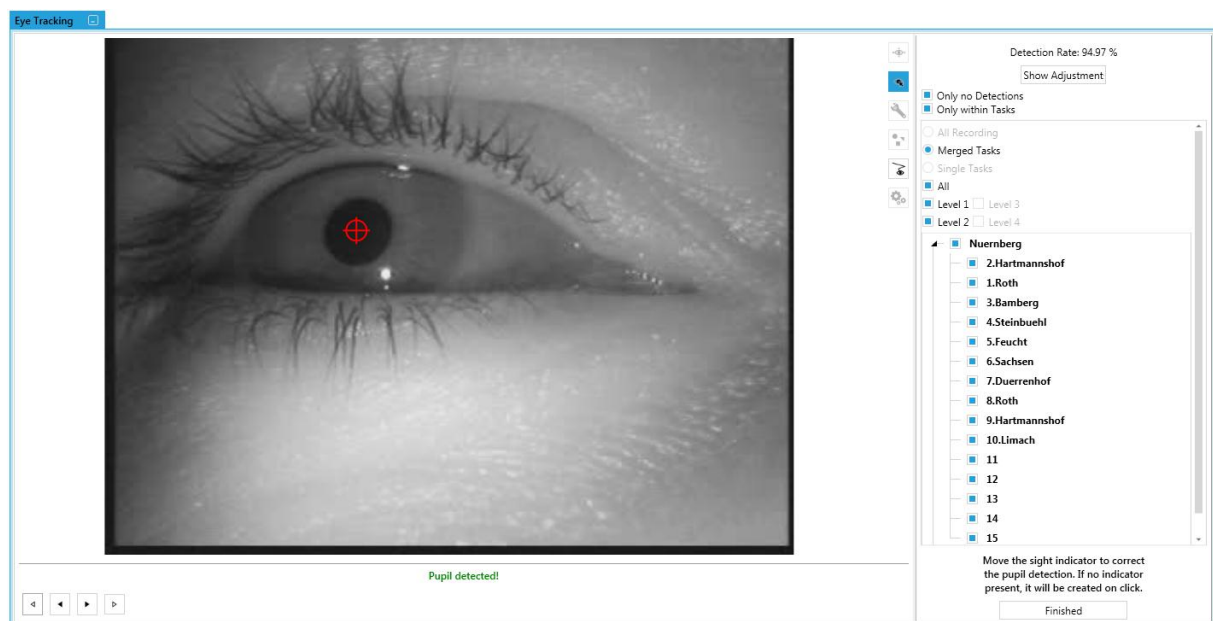 Eye Tracking
Detection Rate: 94.97 %
Show Adjustment
Only no Detections
Only within Tasks
All Recording
Merged Tasks
Single Tasks
All
Level 1 Level 3
Level 2 Level 4
Nuernberg
2.Hartmannshof
1.Roth
3.Bamberg
4.Steinbuehl
5.Feucht
6.Sachsen
7.Duerrenhof
8.Roth
9.Hartmannshof
10.Limach
11
12
13
14
15
Pupil detected!
Move the sight indicator to correct
the pupil detection. If no indicator
present, it will be created on click.
Finished